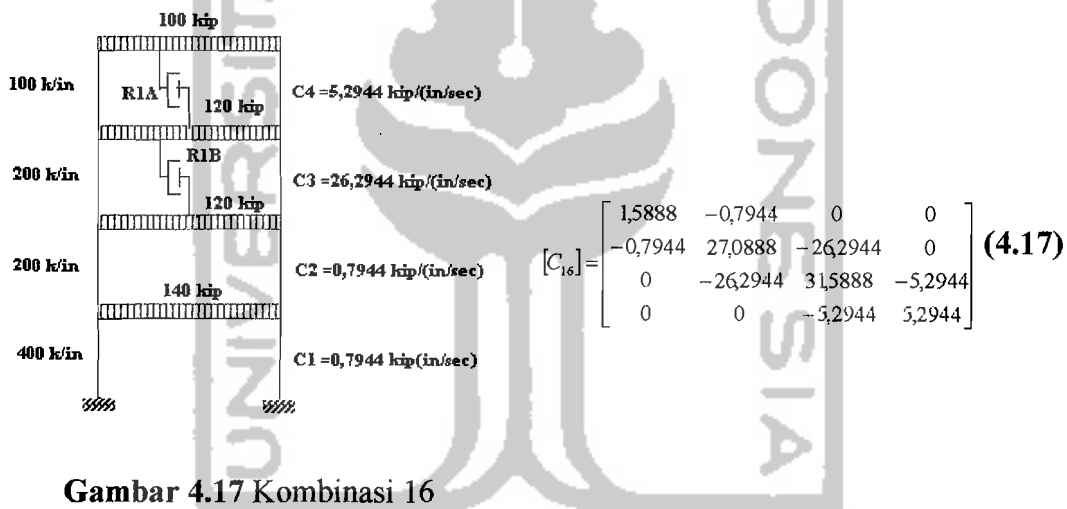 100 kip
100 k/in
R1A
C4 =5,2944 kip/(in/sec)
120 kip
R1B
200 k/in
C3 =26,2944 kip/(in/sec)
120 kip
200 k/in
C2 =0,7944 kip/(in/sec)
140 kip
400 k/in
C1 =0,7944 kip(in/sec)
[C₁₆]=
1,5888 −0,7944 0 0
−0,7944 27,0888 −26,2944 0
0 −26,2944 31,5888 −5,2944
0 0 −5,2944 5,2944
(4.17)
Gambar 4.17 Kombinasi 16
UNIVERSITA
DONESIA